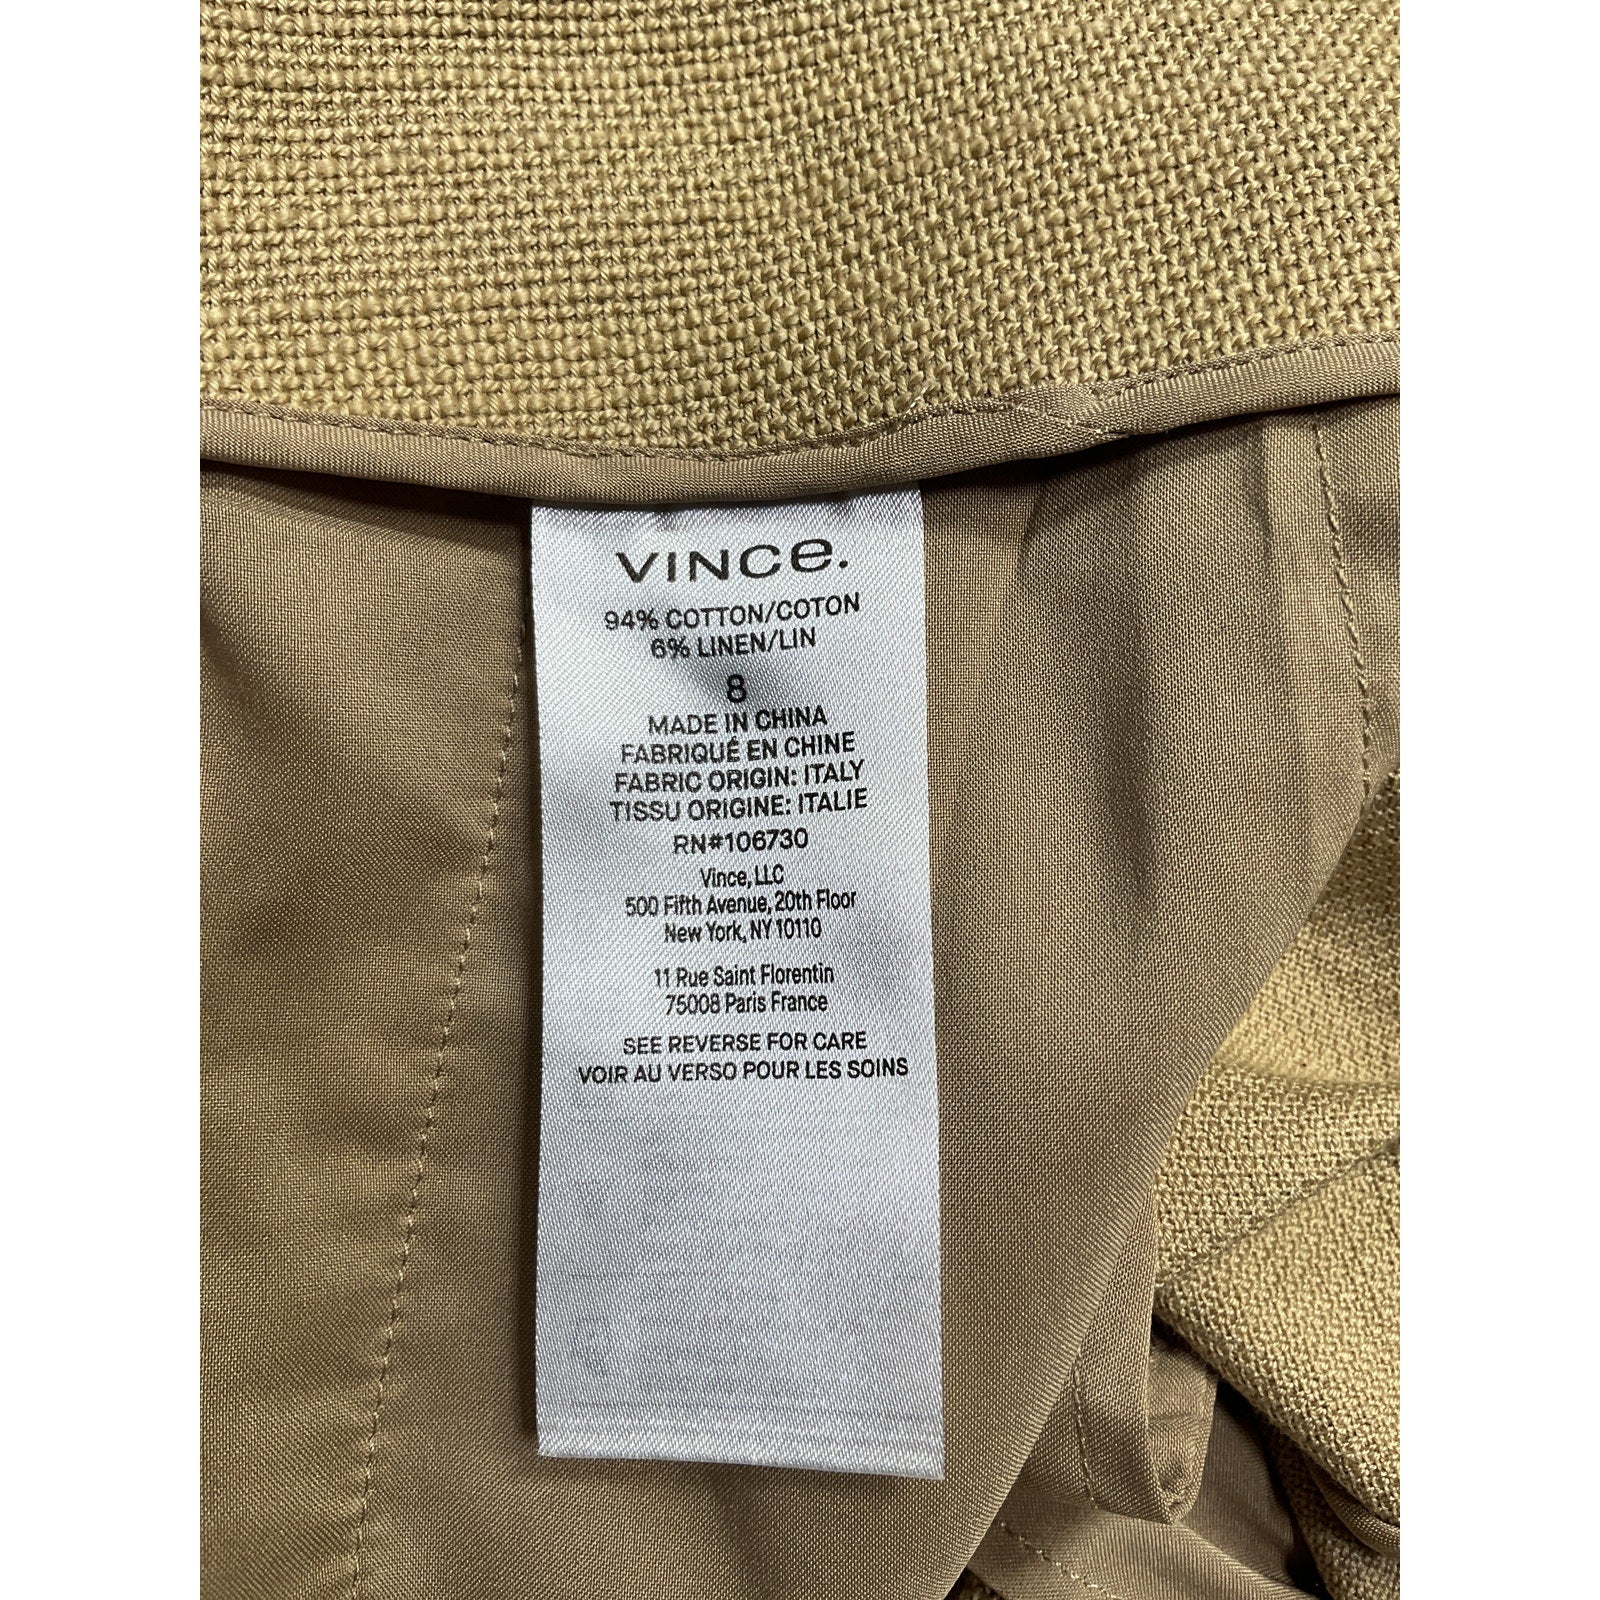 VINCe.
94% COTTON/COTON
6% LINEN/LIN
8
MADE IN CHINA
FABRIQUÉ EN CHINE
FABRIC ORIGIN: ITALY
TISSU ORIGINE: ITALIE
RN#106730
Vince, LLC
500 Fifth Avenue, 20th Floor
New York, NY 10110
11 Rue Saint Florentin
75008 Paris France
SEE REVERSE FOR CARE
VOIR AU VERSO POUR LES SOINS